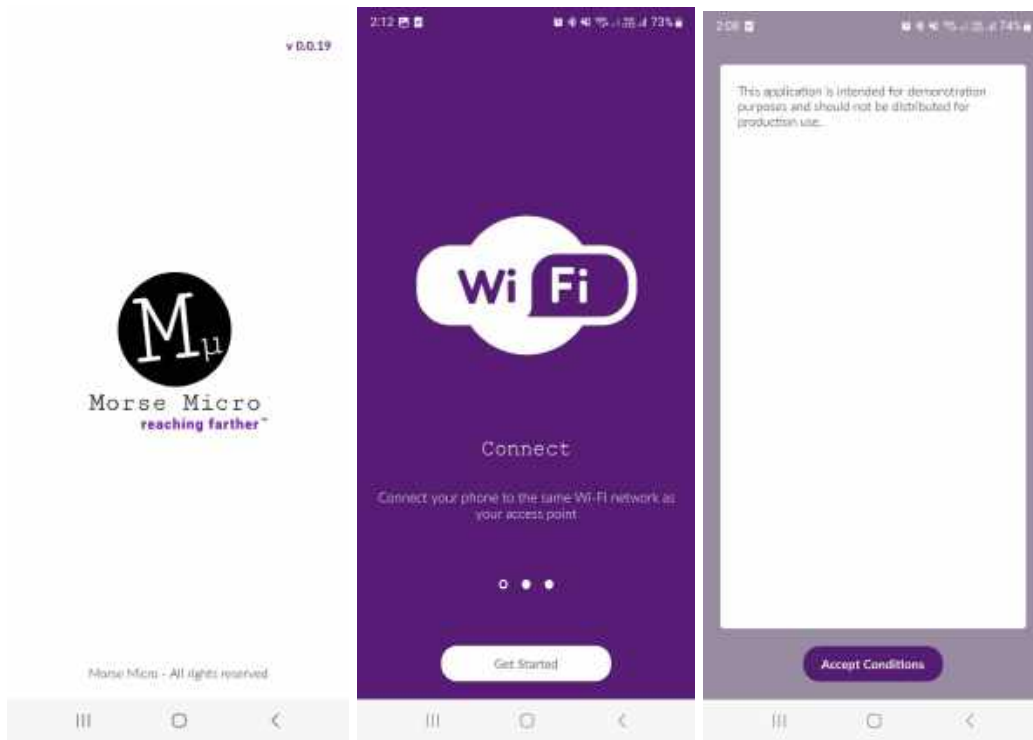 v 0.0.19
M μ
Morse Micro
reaching farther™
Morse Micro - All rights reserved
2:12
73%
Wi Fi
Connect
Connect your phone to the same Wi-Fi network as
your access point
Get Started
2:08
74%
This application is intended for demonstration
purposes and should not be distributed for
production use.
Accept Conditions